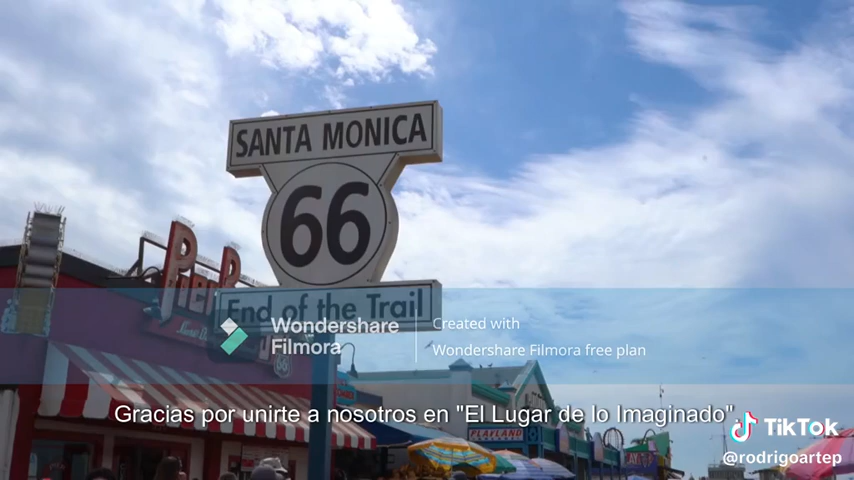 SANTA MONICA
66
End of the Trail
Wondershare
Filmora
Created with
Wondershare Filmora free plan
Gracias por unirte a nosotros en "El Lugar de lo Imaginado".
PLAYLAND
TikTok
@rodrigoartep